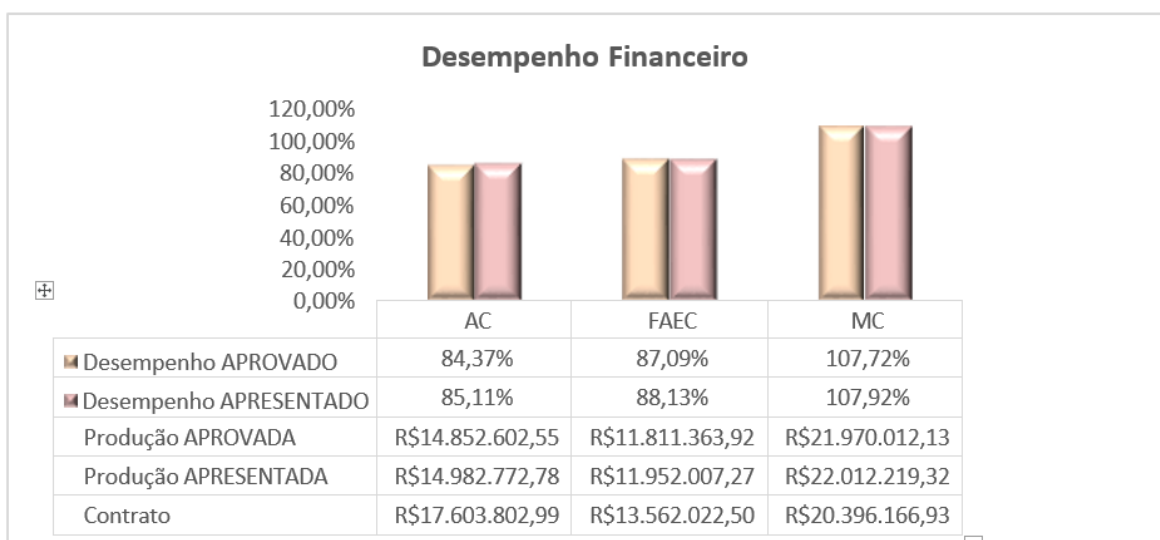 Desempenho Financeiro
120,00%
100,00%
80,00%
60,00%
40,00%
20,00%
0,00%
AC FAEC MC
Desempenho APROVADO 84,37% 87,09% 107,72%
Desempenho APRESENTADO 85,11% 88,13% 107,92%
Produção APROVADA R$14.852.602,55 R$11.811.363,92 R$21.970.012,13
Produção APRESENTADA R$14.982.772,78 R$11.952.007,27 R$22.012.219,32
Contrato R$17.603.802,99 R$13.562.022,50 R$20.396.166,93